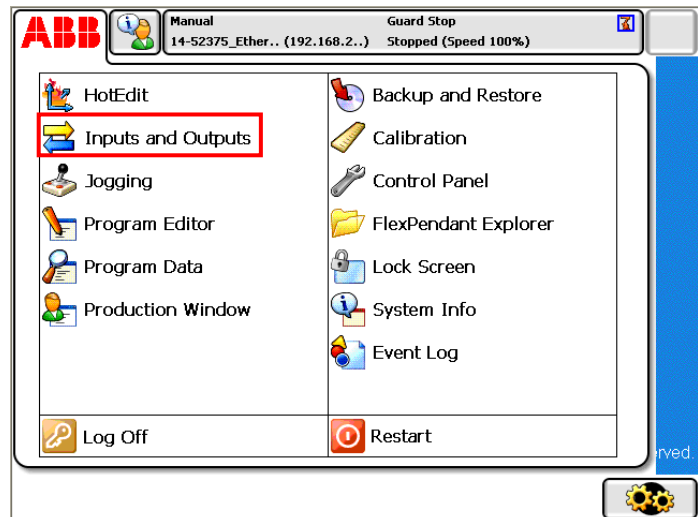 ABB
Manual
14-52375_Ether.. (192.168.2..)
Guard Stop
Stopped (Speed 100%)
HotEdit
Inputs and Outputs
Jogging
Program Editor
Program Data
Production Window
Backup and Restore
Calibration
Control Panel
FlexPendant Explorer
Lock Screen
System Info
Event Log
Log Off
Restart